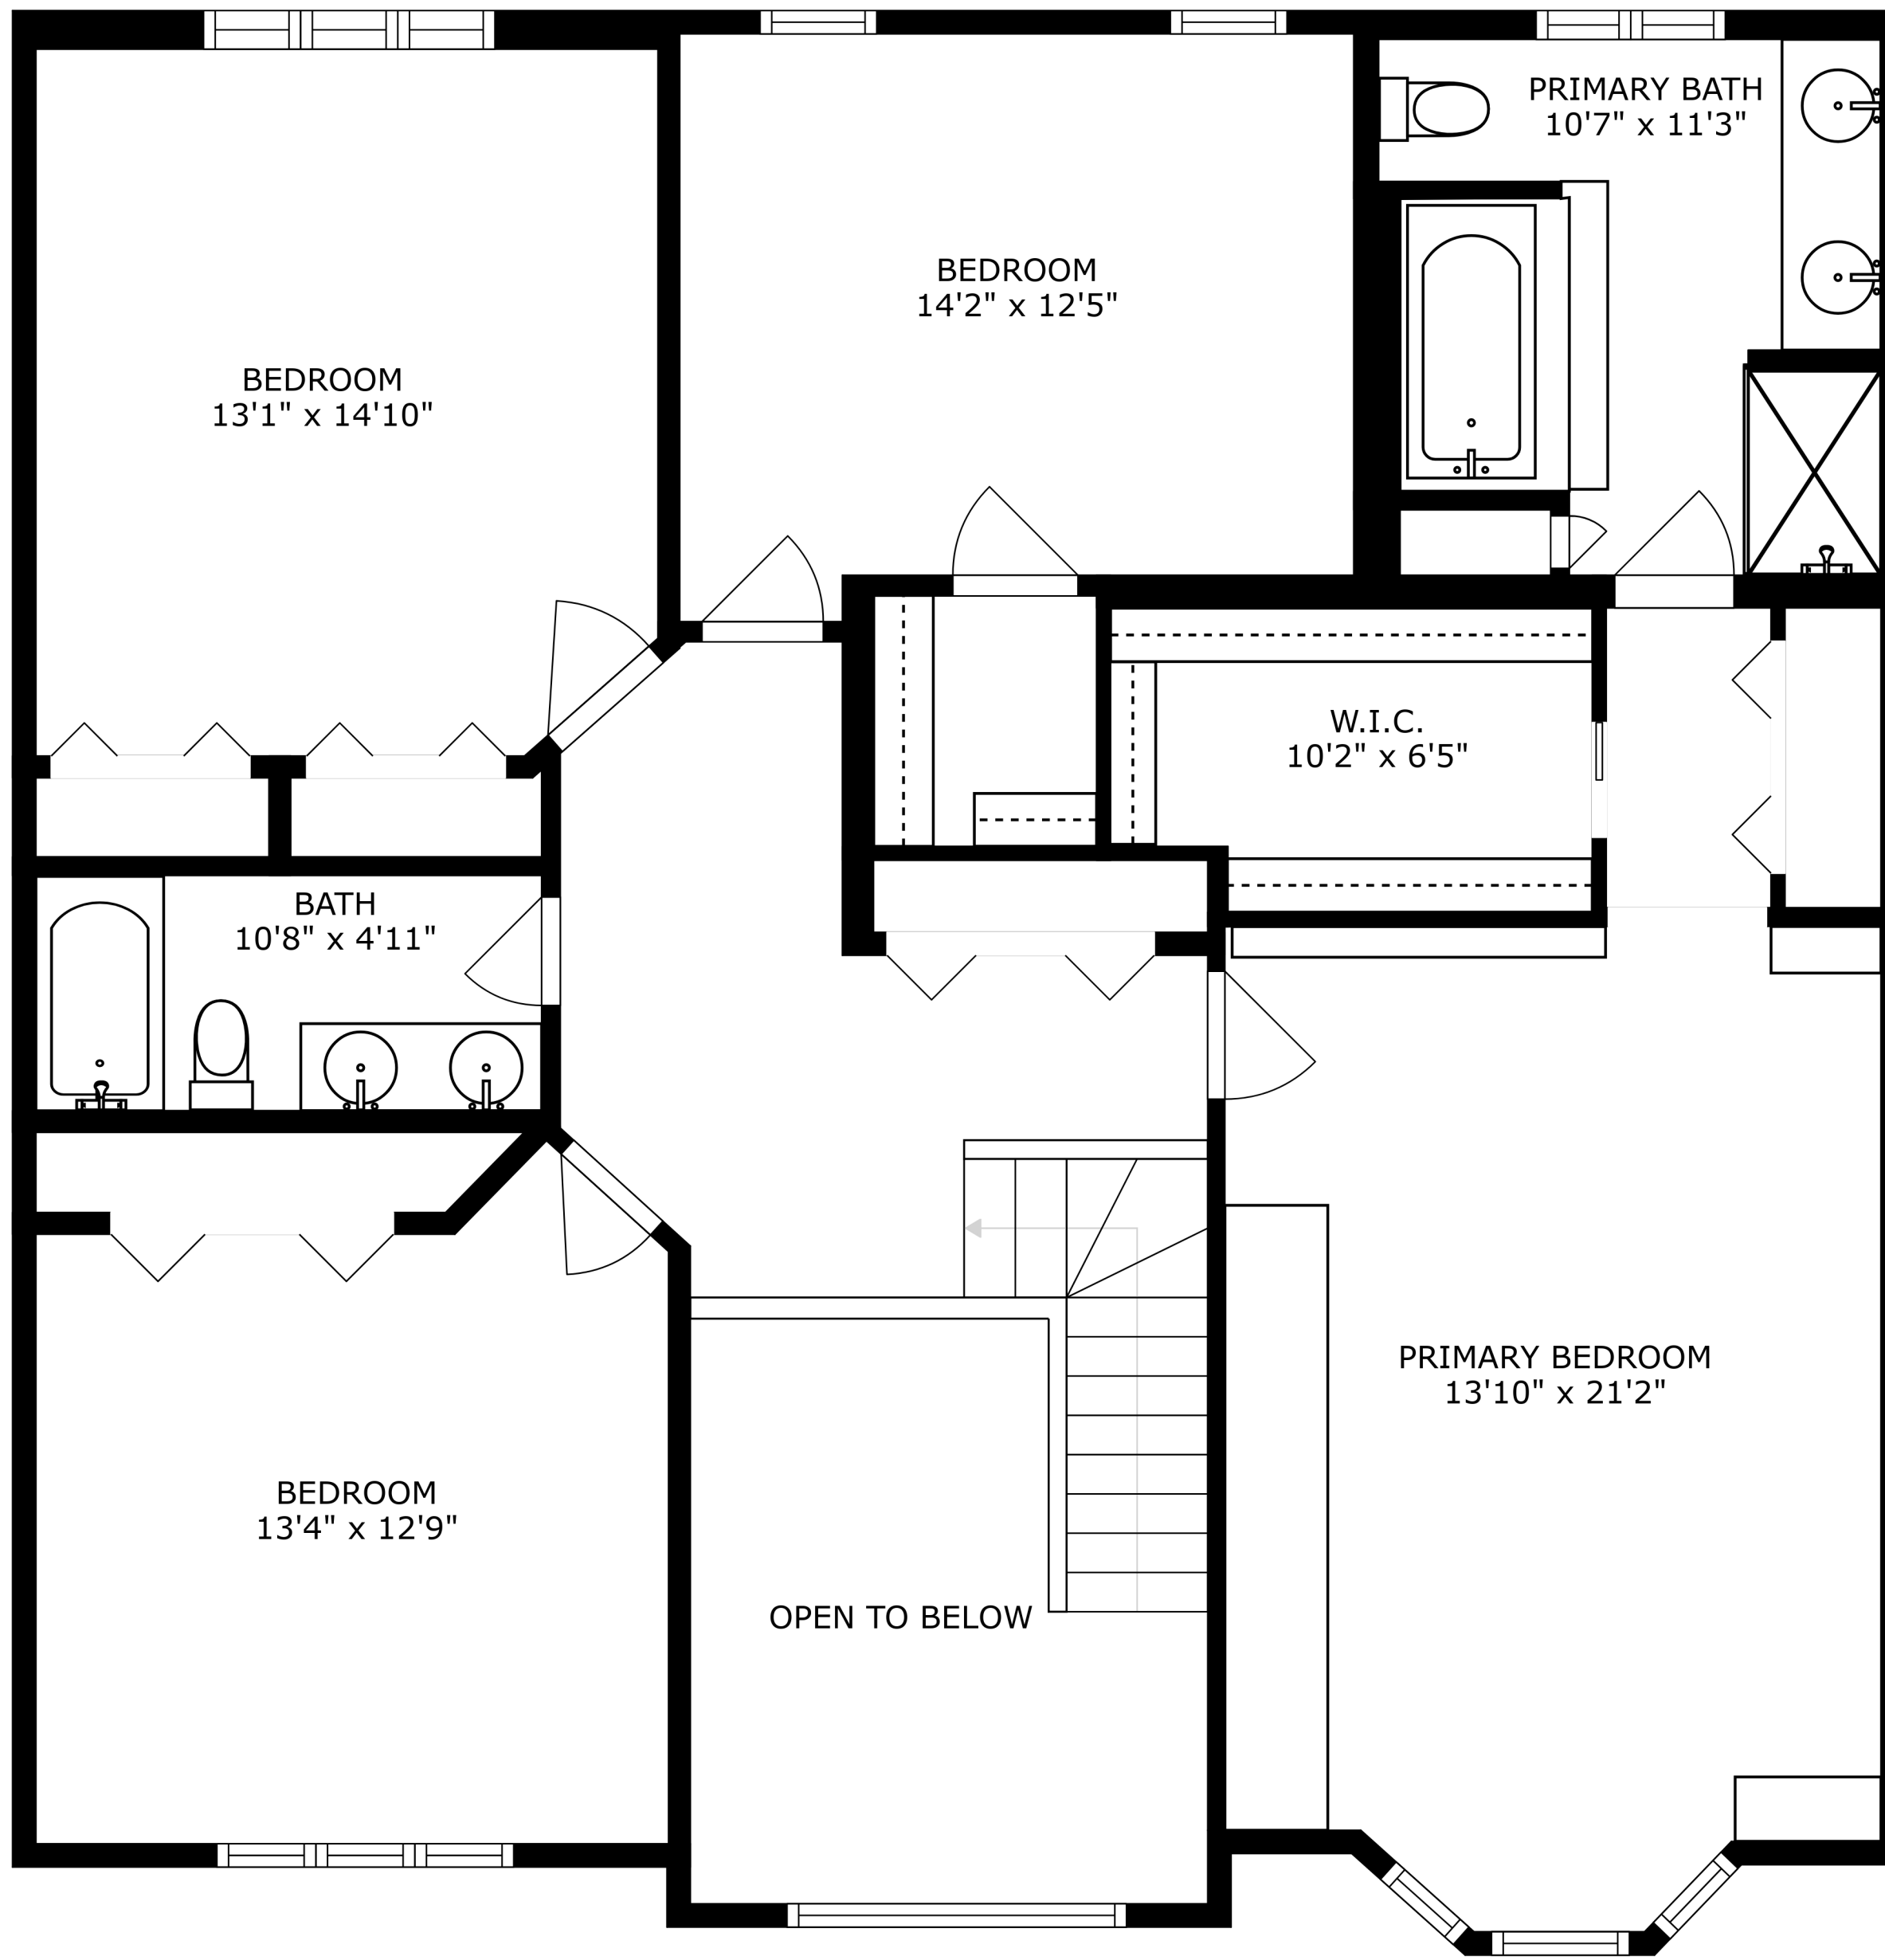 PRIMARY BATH
10'7" x 11'3"
BEDROOM
14'2" x 12'5"
BEDROOM
13'1" x 14'10"
W.I.C.
10'2" x 6'5"
BATH
10'8" x 4'11"
PRIMARY BEDROOM
13'10" x 21'2"
BEDROOM
13'4" x 12'9"
OPEN TO BELOW